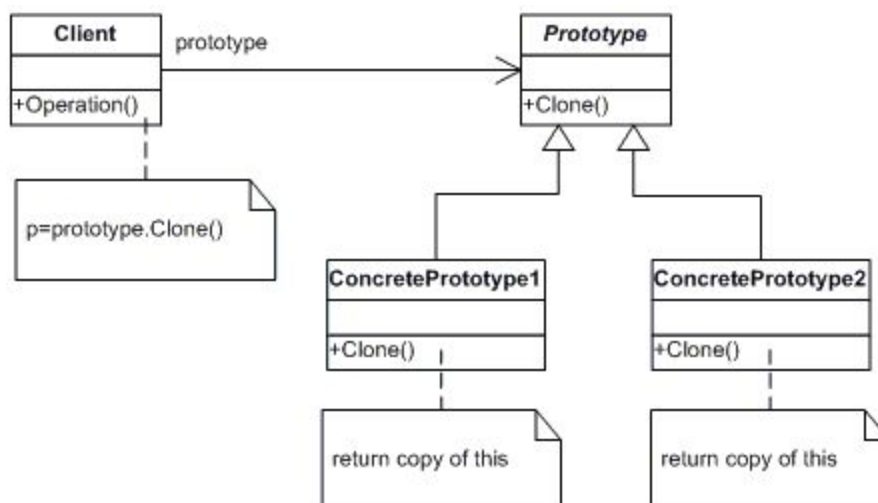 Client
prototype
Prototype
+Operation()
+Clone()
p=prototype.Clone()
ConcretePrototype1
ConcretePrototype2
+Clone()
+Clone()
return copy of this
return copy of this